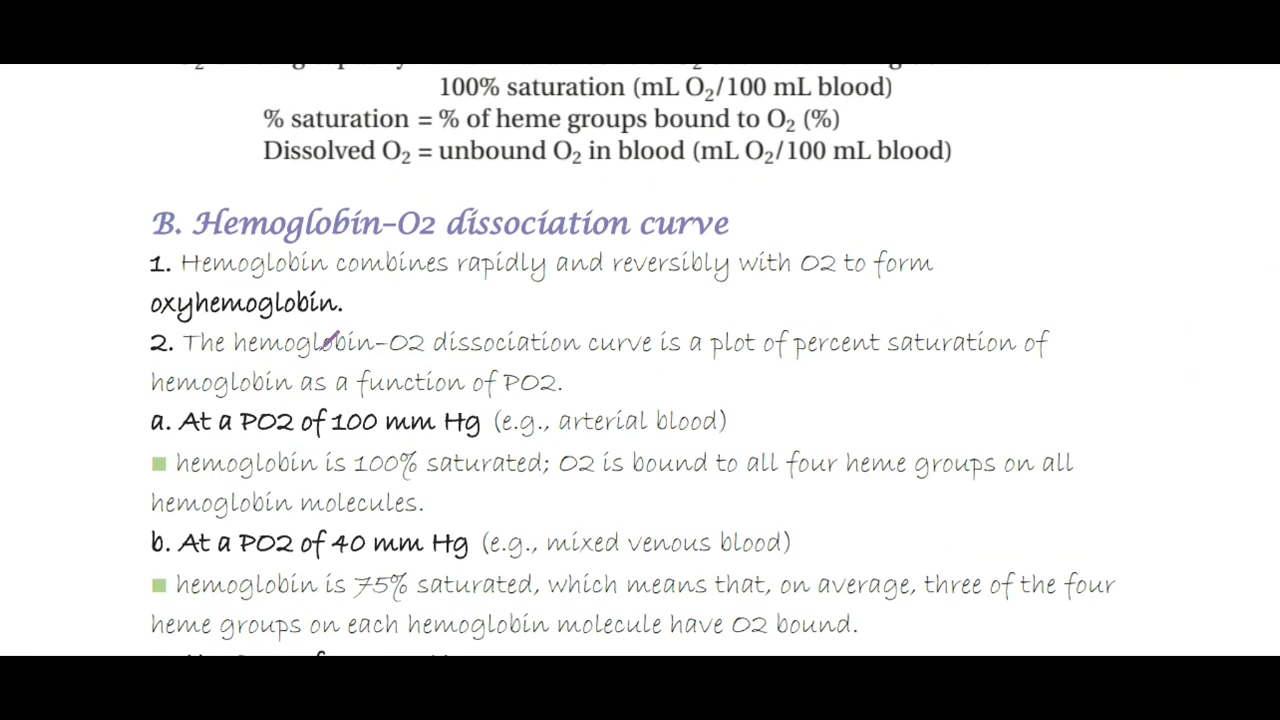 100% saturation (mL O₂/100 mL blood)
% saturation = % of heme groups bound to O₂ (%)
Dissolved O₂ = unbound O₂ in blood (mL O₂/100 mL blood)
B. Hemoglobin–O2 dissociation curve
1. Hemoglobin combines rapidly and reversibly with O2 to form
oxyhemoglobin.
2. The hemoglobin–O2 dissociation curve is a plot of percent saturation of
hemoglobin as a function of PO2.
a. At a PO2 of 100 mm Hg (e.g., arterial blood)
■ hemoglobin is 100% saturated; O2 is bound to all four heme groups on all
hemoglobin molecules.
b. At a PO2 of 40 mm Hg (e.g., mixed venous blood)
■ hemoglobin is 75% saturated, which means that, on average, three of the four
heme groups on each hemoglobin molecule have O2 bound.